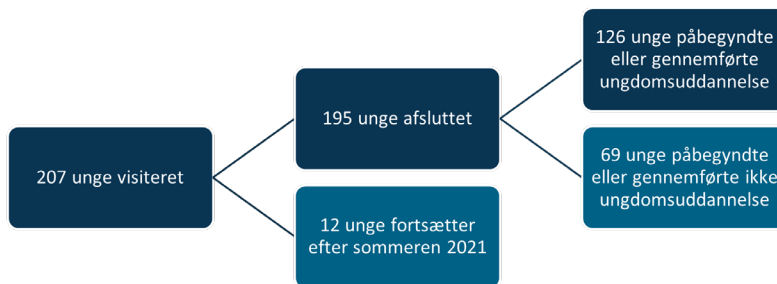 207 unge visiteret
195 unge afsluttet
12 unge fortsætter
efter sommeren 2021
126 unge påbegyndte
eller gennemførte
ungdomsuddannelse
69 unge påbegyndte
eller gennemførte ikke
ungdomsuddannelse